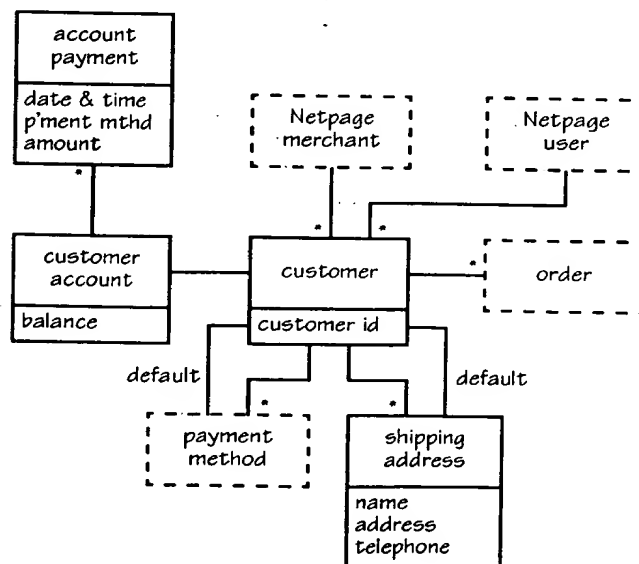 account
payment
date & time
p'ment mthd
amount
*
Netpage
merchant
*
Netpage
user
*
customer
account
balance
customer
customer id
*
order
default
*
payment
method
default
*
shipping
address
name
address
telephone